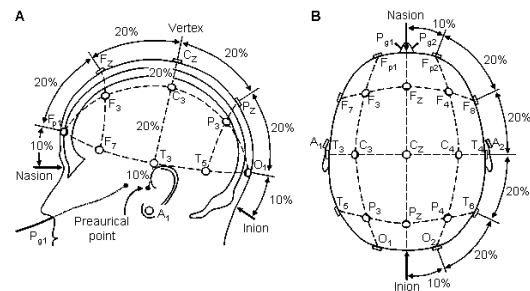 A
Vertex
20%
20%
Fz
Cz
20%
20%
20%
Pz
Fp1
F3
C3
P3
20%
20%
10%
F7
T3
T5
O1
Nasion
10%
10%
Preaurical
point
A1
Inion
Pg1
B
Nasion
10%
Pg1
Pg2
20%
Fp1
Fp2
F7
F3
Fz
F4
F8
20%
A1
T3
C3
Cz
C4
T4
A2
20%
T5
P3
Pz
P4
T6
O1
O2
20%
Inion
10%